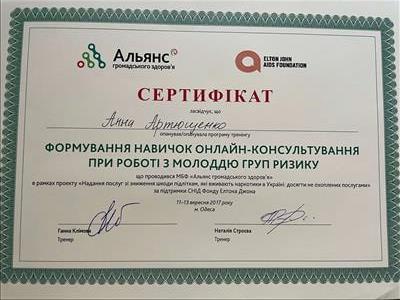 Альянс
громадського здоров'я
ELTON JOHN
AIDS FOUNDATION
СЕРТИФІКАТ
засвідчує, що
Анна Артющенко
опанував/опанувала програму тренінгу
ФОРМУВАННЯ НАВИЧОК ОНЛАЙН-КОНСУЛЬТУВАННЯ
ПРИ РОБОТІ З МОЛОДДЮ ГРУП РИЗИКУ
що проводився МБФ «Альянс громадського здоров'я»
в рамках проекту «Надання послуг зі зниження шкоди підліткам, які вживають наркотики в Україні: досягти не охоплених послугами»
за підтримки СНІД Фонду Елтона Джона
11-13 вересня 2017 року
м. Одеса
Ганна Клімова
Тренер
Наталія Строєва
Тренер